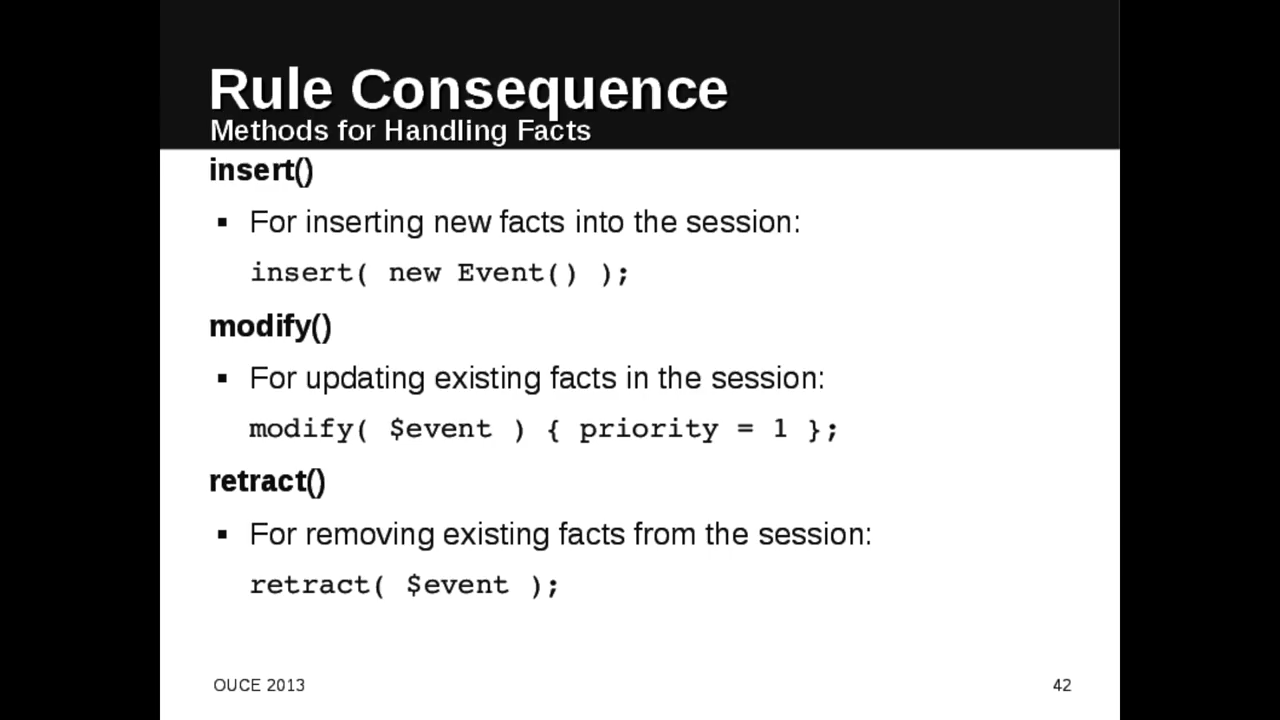 Rule Consequence
Methods for Handling Facts
insert()
▪ For inserting new facts into the session:
insert( new Event() );
modify()
▪ For updating existing facts in the session:
modify( $event ) { priority = 1 };
retract()
▪ For removing existing facts from the session:
retract( $event );
OUCE 2013
42